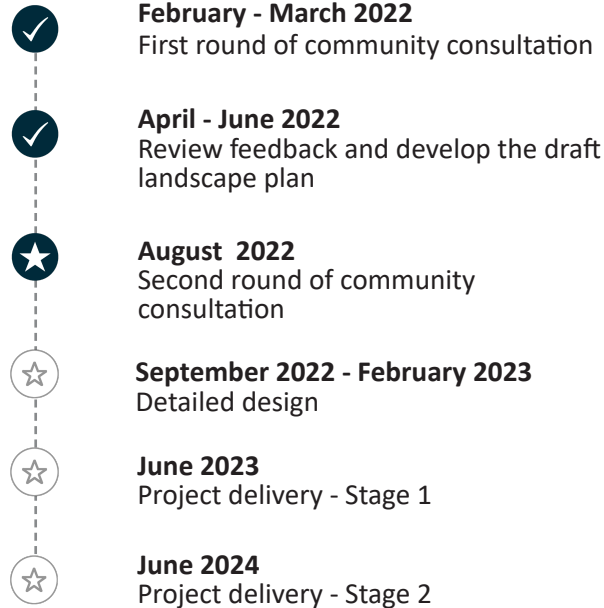 February - March 2022
First round of community consultation
April - June 2022
Review feedback and develop the draft
landscape plan
August  2022
Second round of community
consultation
September 2022 - February 2023
Detailed design
June 2023
Project delivery - Stage 1
June 2024
Project delivery - Stage 2